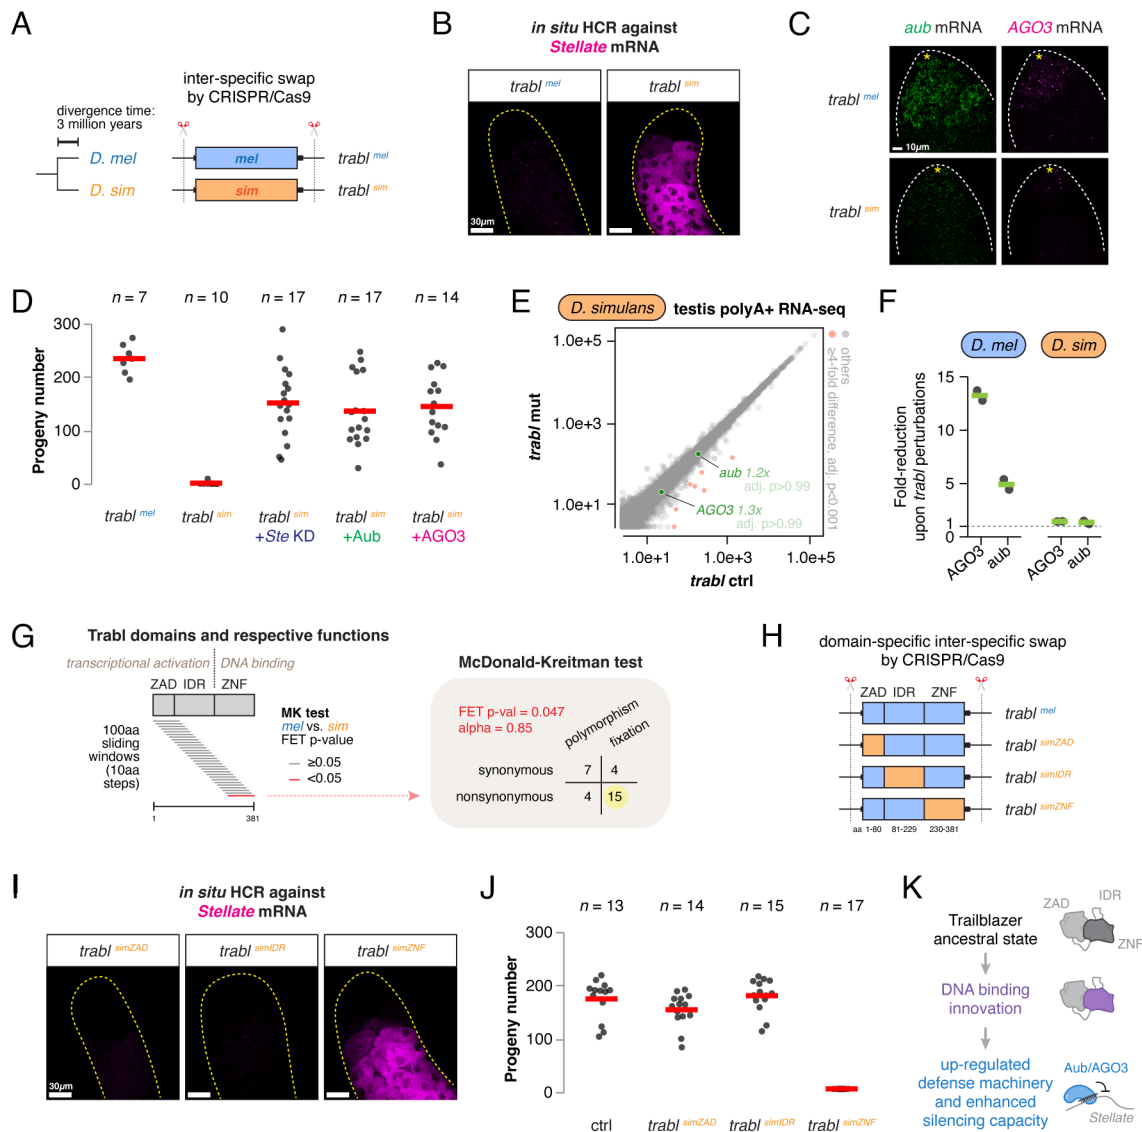 A
inter-specific swap
by CRISPR/Cas9
divergence time:
3 million years
D. mel
mel
trabl mel
D. sim
sim
trabl sim
B
in situ HCR against
Stellate mRNA
trabl mel
trabl sim
30µm
C
aub mRNA
AGO3 mRNA
trabl mel
*
*
10µm
trabl sim
*
*
D
n = 7
n = 10
n = 17
n = 17
n = 14
Progeny number
300
200
100
0
trabl mel
trabl sim
trabl sim
+Ste KD
trabl sim
+Aub
trabl sim
+AGO3
E
D. simulans
testis polyA+ RNA-seq
trabl mut
1.0e+5
1.0e+3
1.0e+1
aub 1.2x
adj. p>0.99
AGO3 1.3x
adj. p>0.99
1.0e+1
1.0e+3
1.0e+5
trabl ctrl
others
≥4-fold difference, adj. p<0.001
F
D. mel
D. sim
Fold-reduction
upon trabl perturbations
15
10
5
1
0
AGO3
aub
AGO3
aub
G
Trabl domains and respective functions
transcriptional activation
DNA binding
ZAD
IDR
ZNF
100aa
sliding
windows
(10aa
steps)
1
381
MK test
mel vs. sim
FET p-value
≥0.05
<0.05
McDonald-Kreitman test
FET p-val = 0.047
alpha = 0.85
polymorphism
fixation
synonymous
7
4
nonsynonymous
4
15
H
domain-specific inter-specific swap
by CRISPR/Cas9
ZAD
IDR
ZNF
trabl mel
trabl simZAD
trabl simIDR
trabl simZNF
aa
1-80
81-229
230-381
I
in situ HCR against
Stellate mRNA
trabl simZAD
trabl simIDR
trabl simZNF
30µm
J
n = 13
n = 14
n = 15
n = 17
Progeny number
300
200
100
0
ctrl
trabl simZAD
trabl simIDR
trabl simZNF
K
Trailblazer
ancestral state
ZAD
IDR
ZNF
DNA binding
innovation
up-regulated
defense machinery
and enhanced
silencing capacity
Aub/AGO3
Stellate